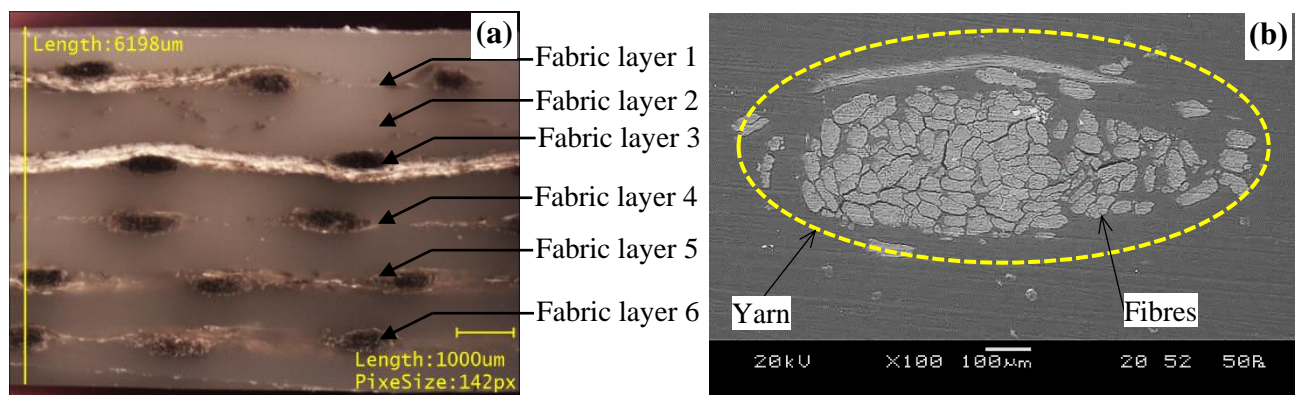 (a)
Length:6198um
Fabric layer 1
Fabric layer 2
Fabric layer 3
Fabric layer 4
Fabric layer 5
Fabric layer 6
Length:1000um
PixeSize:142px
(b)
Yarn
Fibres
20kV X100 100μm 20 52 50Pa